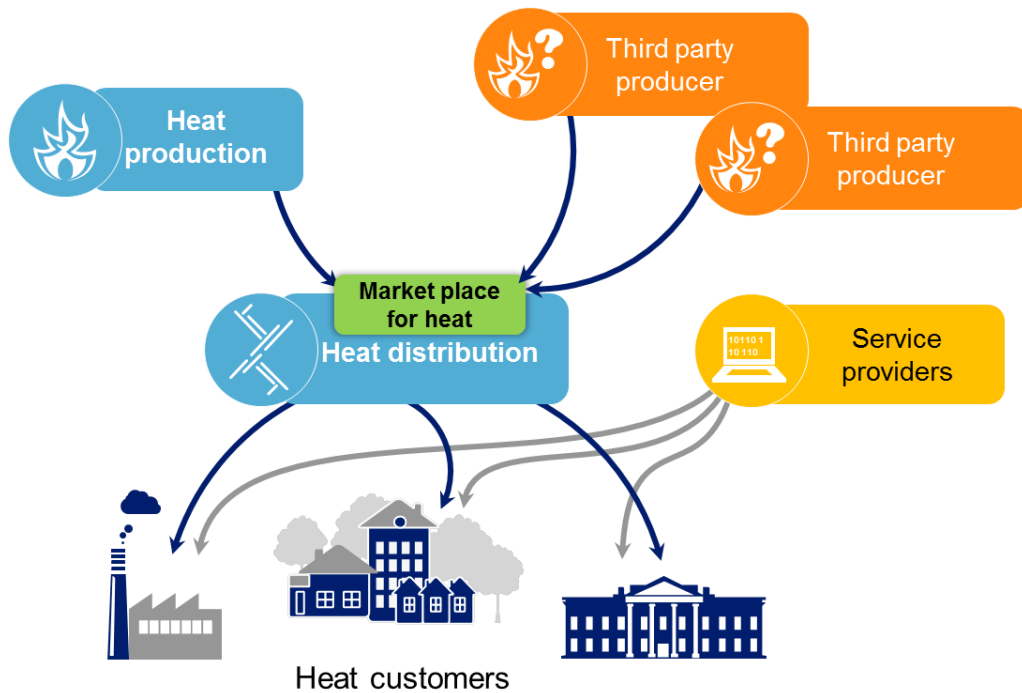 Heat
production
Third party
producer
Third party
producer
Market place
for heat
Heat distribution
10110 1
10 110
Service
providers
Heat customers